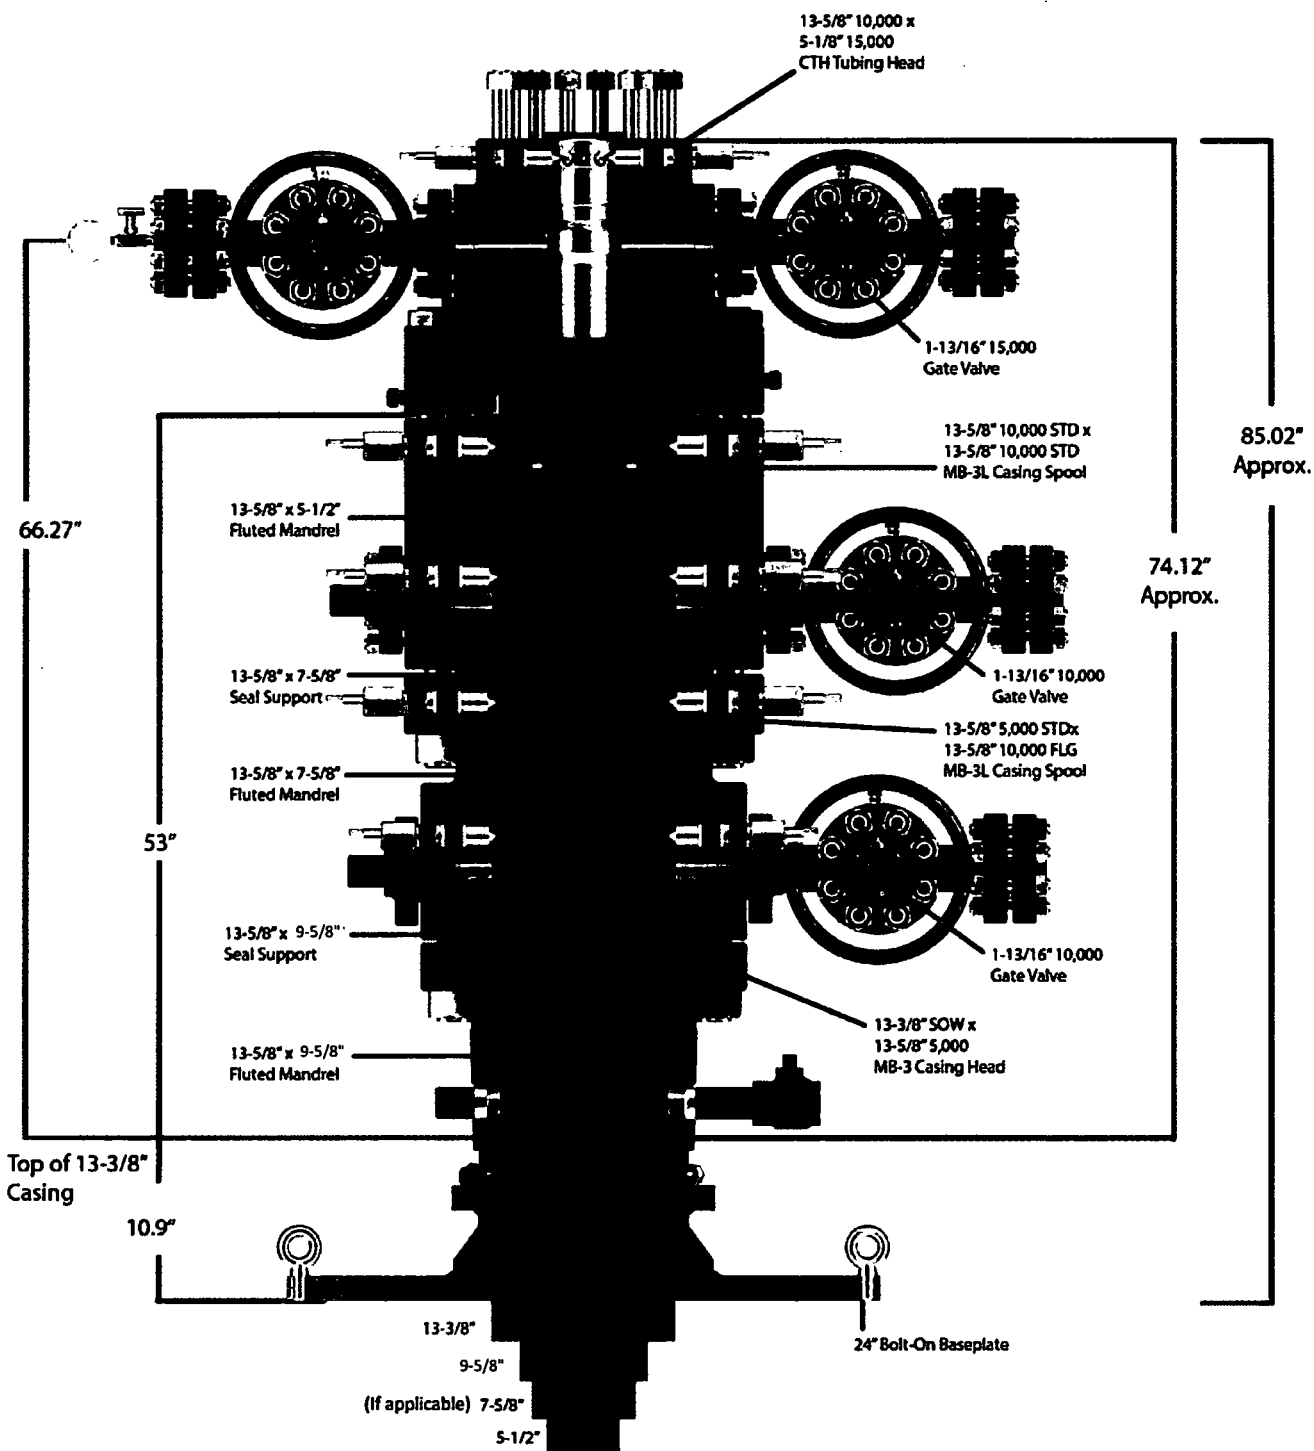 13-5/8" 10,000 x
5-1/8" 15,000
CTH Tubing Head
1-13/16" 15,000
Gate Valve
13-5/8" 10,000 STD x
13-5/8" 10,000 STD
MB-3L Casing Spool
85.02"
Approx.
13-5/8" x 5-1/2"
Fluted Mandrel
66.27"
74.12"
Approx.
13-5/8" x 7-5/8"
Seal Support
1-13/16" 10,000
Gate Valve
13-5/8" 5,000 STDx
13-5/8" 10,000 FLG
MB-3L Casing Spool
13-5/8" x 7-5/8"
Fluted Mandrel
53"
13-5/8" x 9-5/8"
Seal Support
1-13/16" 10,000
Gate Valve
13-3/8" SOW x
13-5/8" 5,000
MB-3 Casing Head
13-5/8" x 9-5/8"
Fluted Mandrel
Top of 13-3/8"
Casing
10.9"
13-3/8"
24" Bolt-On Baseplate
9-5/8"
(If applicable) 7-5/8"
5-1/2"